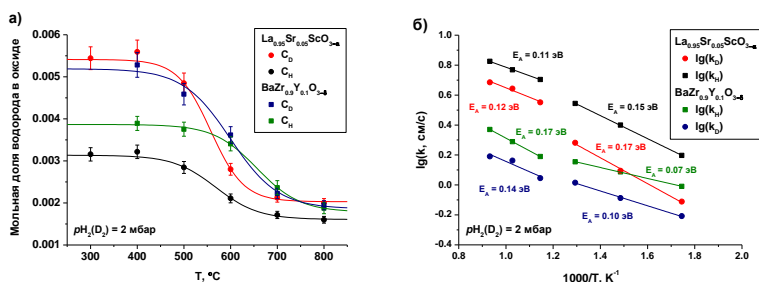 а)
Мольная доля водорода в оксиде
0.006
0.005
0.004
0.003
0.002
0.001
300 400 500 600 700 800
T, °C
La0.95Sr0.05ScO3-α
CD
CH
BaZr0.9Y0.1O3-δ
CD
CH
pH2(D2) = 2 мбар
б)
lg(k, см/с)
1.4
1.2
1.0
0.8
0.6
0.4
0.2
0.0
-0.2
-0.4
0.8 1.0 1.2 1.4 1.6 1.8 2.0
1000/T, K-1
La0.95Sr0.05ScO3-α
lg(kD)
lg(kH)
BaZr0.9Y0.1O3-δ
lg(kH)
lg(kD)
EA = 0.11 эВ
EA = 0.15 эВ
EA = 0.12 эВ
EA = 0.17 эВ
EA = 0.17 эВ
EA = 0.07 эВ
EA = 0.14 эВ
EA = 0.10 эВ
pH2(D2) = 2 мбар